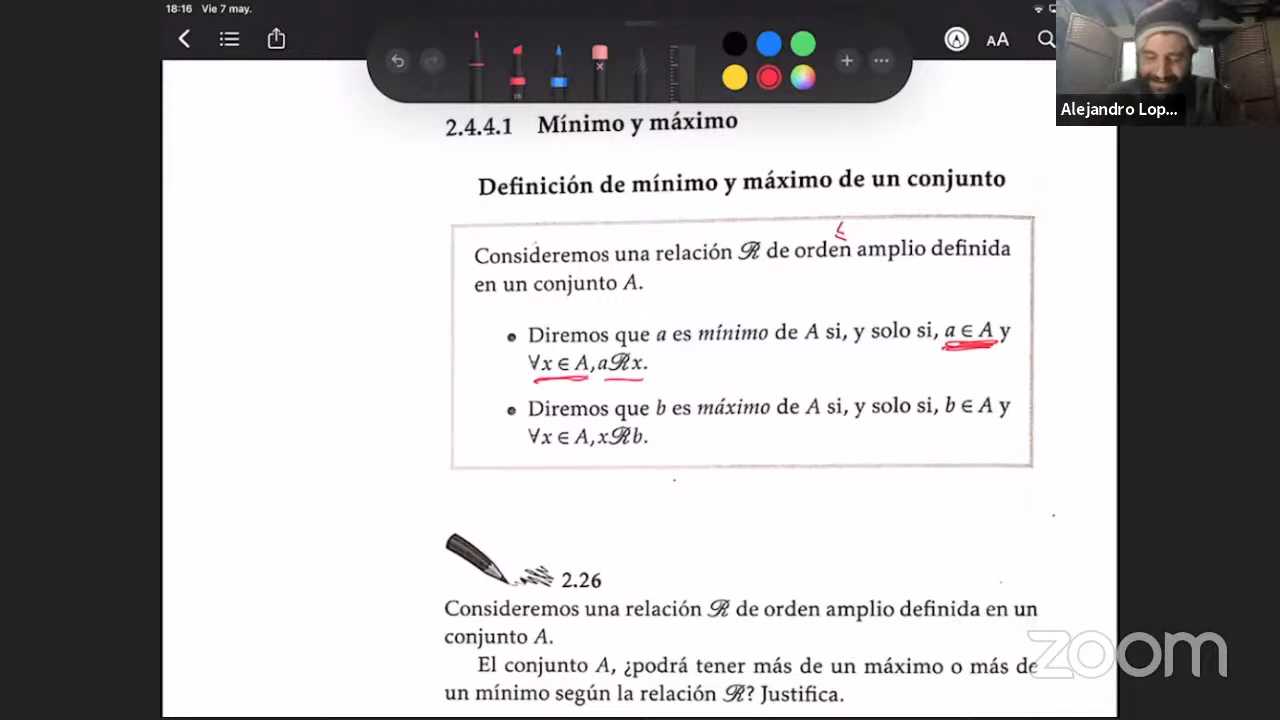 18:16 Vie 7 may.
AA
Alejandro Lop...
2.4.4.1 Mínimo y máximo
Definición de mínimo y máximo de un conjunto
≤
Consideremos una relación ℛ de orden amplio definida
en un conjunto A.
• Diremos que a es mínimo de A si, y solo si, a ∈ A y
∀x ∈ A, aℛx.
• Diremos que b es máximo de A si, y solo si, b ∈ A y
∀x ∈ A, xℛb.
2.26
Consideremos una relación ℛ de orden amplio definida en un
conjunto A.
El conjunto A, ¿podrá tener más de un máximo o más de
un mínimo según la relación ℛ? Justifica.
zoom